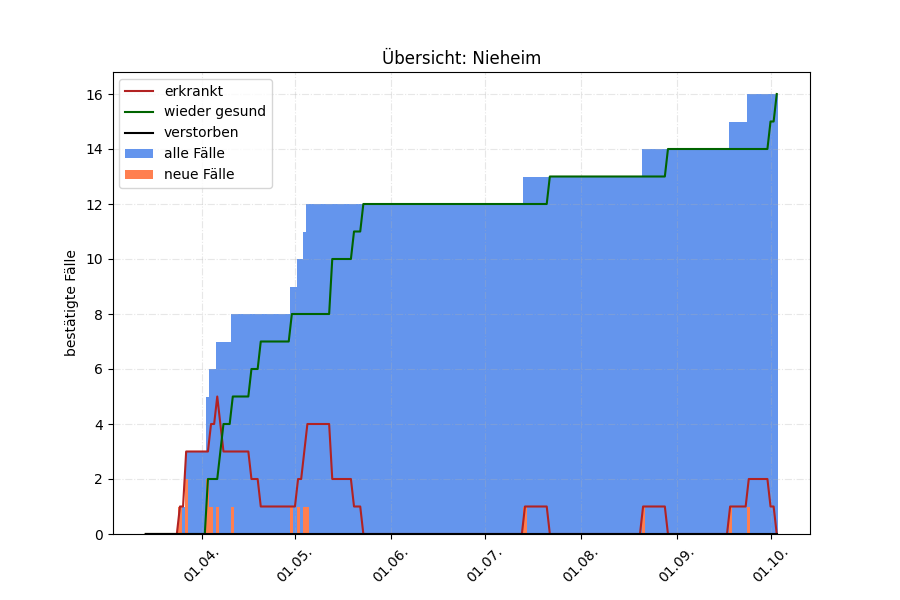 Übersicht: Nieheim
erkrankt
wieder gesund
verstorben
alle Fälle
neue Fälle
bestätigte Fälle
16
14
12
10
8
6
4
2
0
01.04.
01.05.
01.06.
01.07.
01.08.
01.09.
01.10.